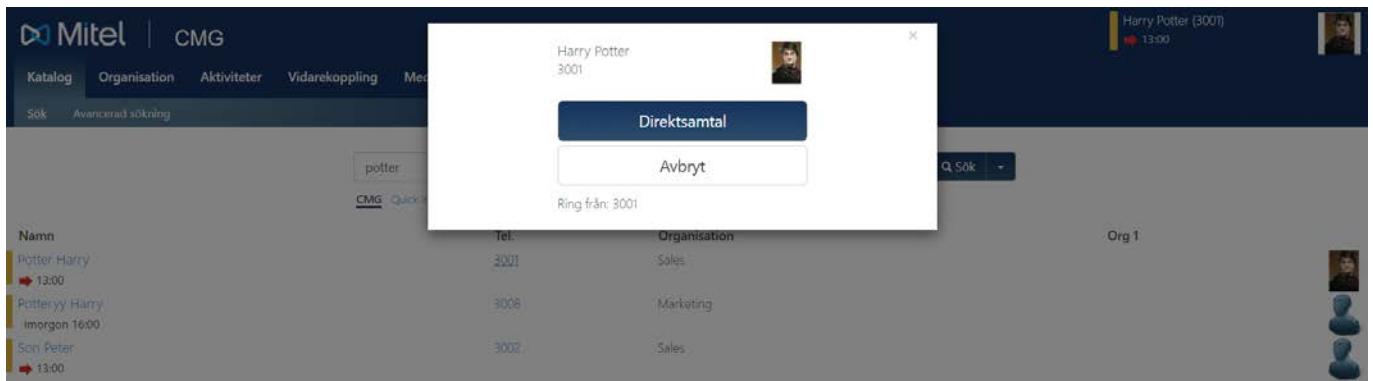 Mitel | CMG
Harry Potter (3001)
13:00
Katalog Organisation Aktiviteter Vidarekoppling
Sök Avancerad sökning
×
Harry Potter
3001
Direktsamtal
Avbryt
Ring från: 3001
potter
Sök
CMG Quick
Namn Tel. Organisation Org 1
Potter Harry 3001 Sales
13:00
Potteryy Harry 3008 Marketing
Imorgon 16:00
Son Peter 3002 Sales
13:00